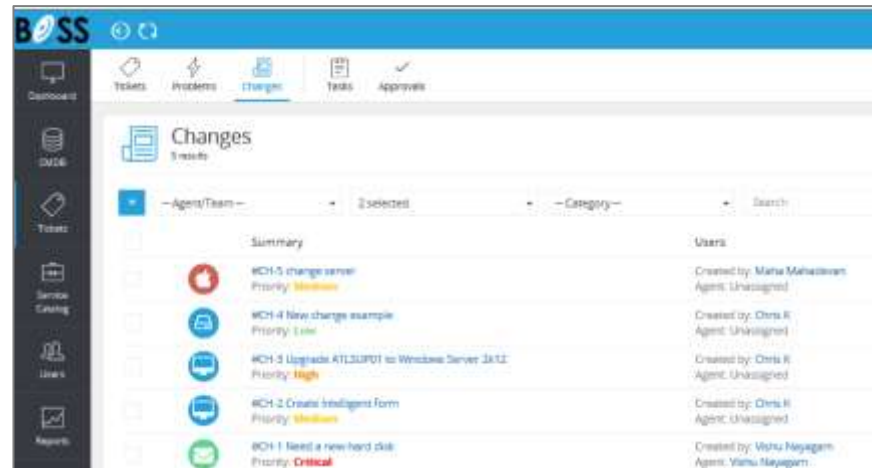 BOSS
Dashboard
CMDB
Tickets
Service
Catalog
Users
Reports
Tickets Problems Changes Tasks Approvals
Changes
5 results
--Agent/Team-- 2 selected --Category-- Search
Summary Users
#CH-5 change server Created by: Maha Mahadevan
Priority: Medium Agent: Unassigned
#CH-4 New change example Created by: Chris R
Priority: Low Agent: Unassigned
#CH-3 Upgrade ATLSUP01 to Windows Server 2k12 Created by: Chris R
Priority: High Agent: Unassigned
#CH-2 Create Intelligent Form Created by: Chris R
Priority: Medium Agent: Unassigned
#CH-1 Need a new hard disk Created by: Vishu Nayagam
Priority: Critical Agent: Vishu Nayagam